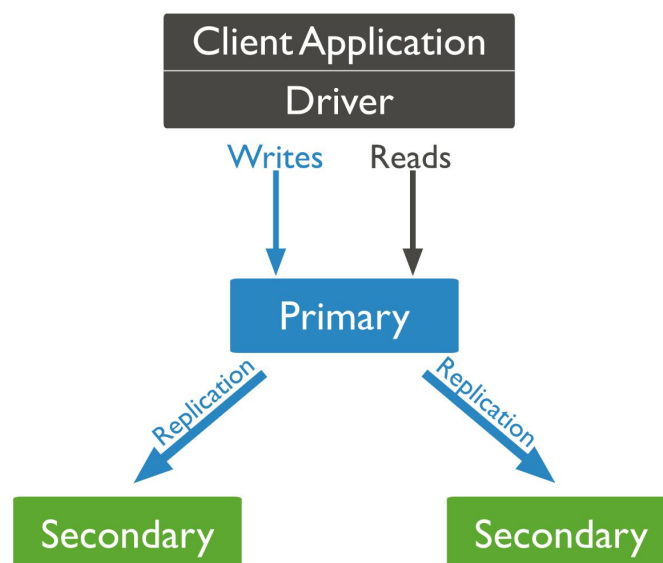 Client Application
Driver
Writes
Reads
Primary
Replication
Replication
Secondary
Secondary